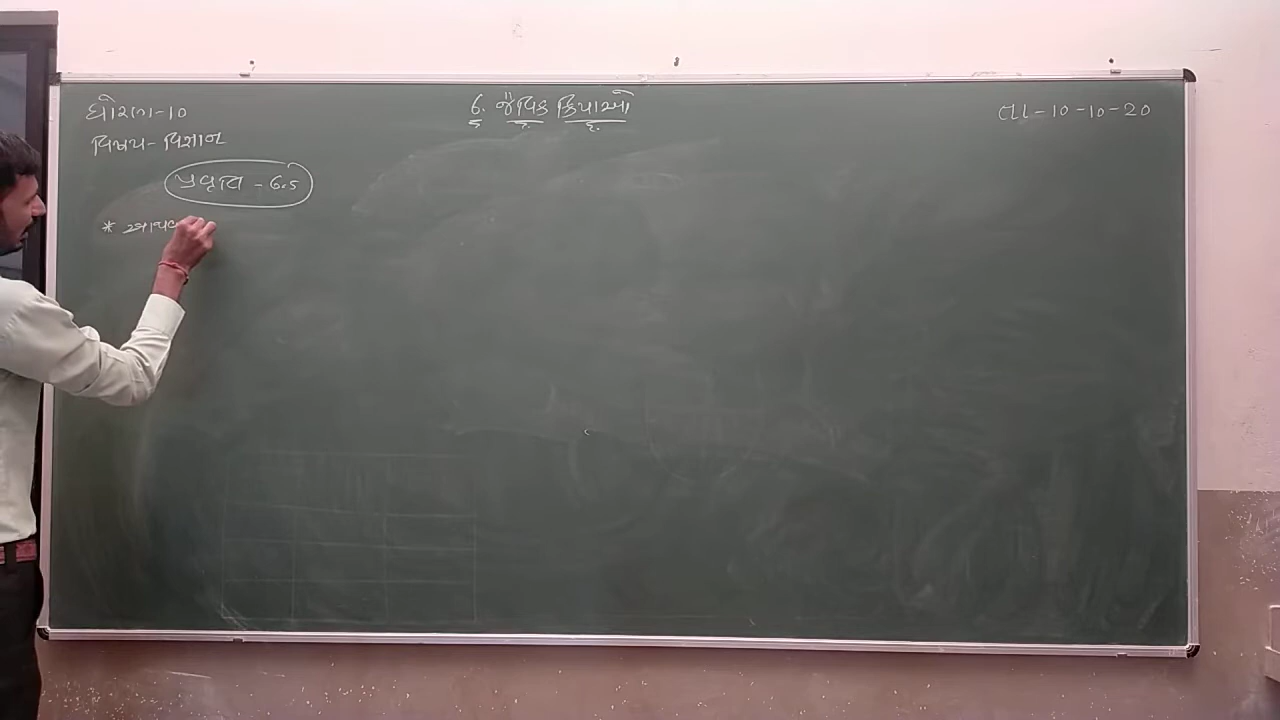 ધોરણ-10
6. જૈવિક ક્રિયાઓ
તા-10-10-20
વિષય- વિજ્ઞાન
પ્રવૃત્તિ - 6.5
*